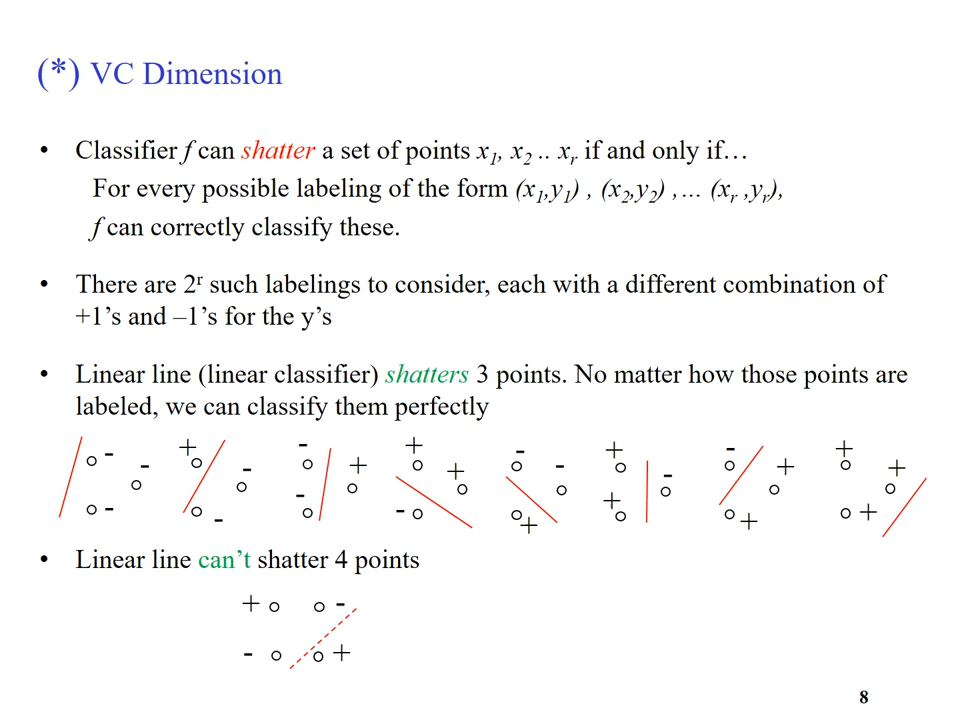 (*) VC Dimension
• Classifier f can shatter a set of points x1, x2 .. xr if and only if…
For every possible labeling of the form (x1,y1) , (x2,y2) ,… (xr ,yr),
f can correctly classify these.
• There are 2^r such labelings to consider, each with a different combination of
+1’s and –1’s for the y’s
• Linear line (linear classifier) shatters 3 points. No matter how those points are
labeled, we can classify them perfectly
- - - + - - - - + + + - - - + + + - - + + + + +
• Linear line can’t shatter 4 points
+ -
- +
8